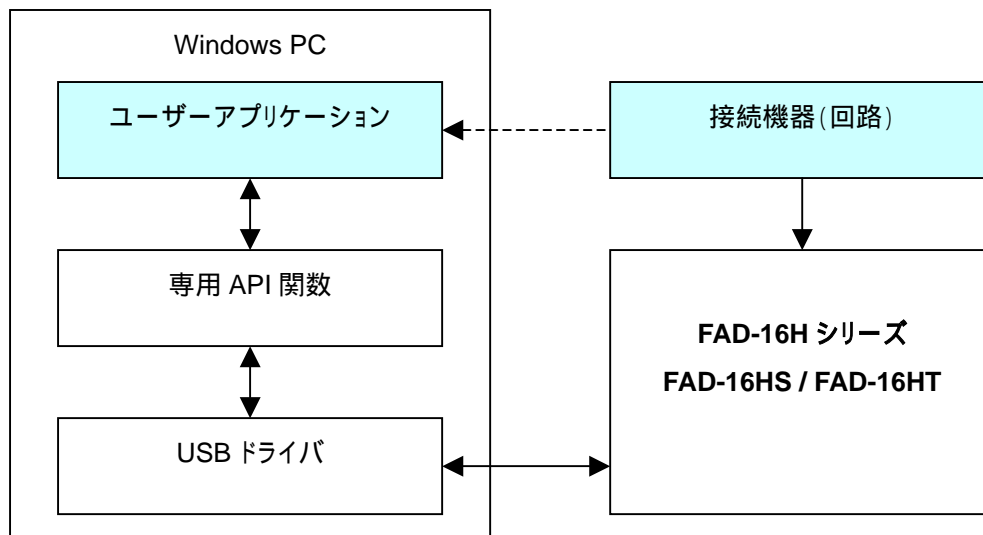 Windows PC
ユーザーアプリケーション
接続機器(回路)
専用 API 関数
FAD-16H シリーズ
FAD-16HS / FAD-16HT
USB ドライバ